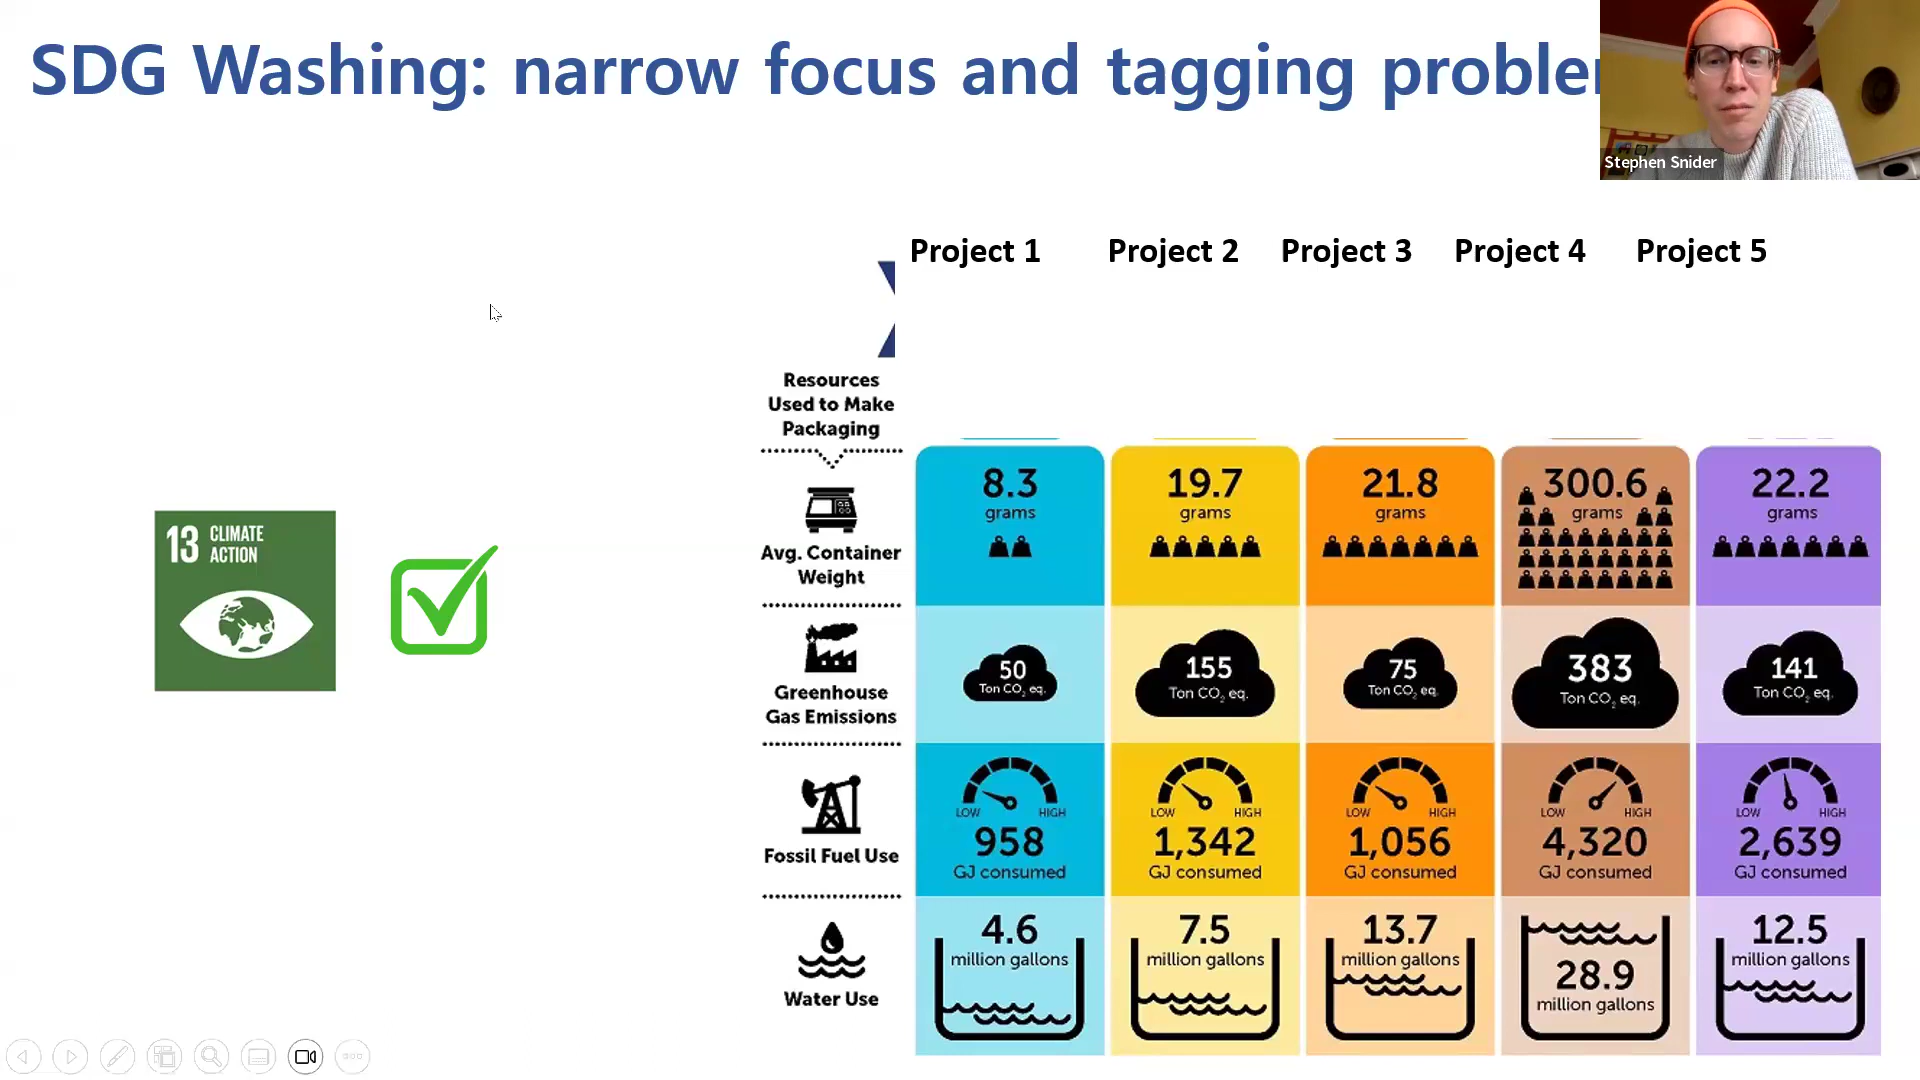 SDG Washing: narrow focus and tagging
Stephen Snider
Project 1 Project 2 Project 3 Project 4 Project 5
Resources
Used to Make
Packaging
8.3 19.7 21.8 300.6 22.2
grams grams grams grams grams
Avg. Container
Weight
13 CLIMATE
ACTION
50 155 75 383 141
Ton CO₂ eq. Ton CO₂ eq. Ton CO₂ eq. Ton CO₂ eq. Ton CO₂ eq.
Greenhouse
Gas Emissions
LOW HIGH LOW HIGH LOW HIGH LOW HIGH LOW HIGH
958 1,342 1,056 4,320 2,639
GJ consumed GJ consumed GJ consumed GJ consumed GJ consumed
Fossil Fuel Use
4.6 7.5 13.7 28.9 12.5
million gallons million gallons million gallons million gallons million gallons
Water Use